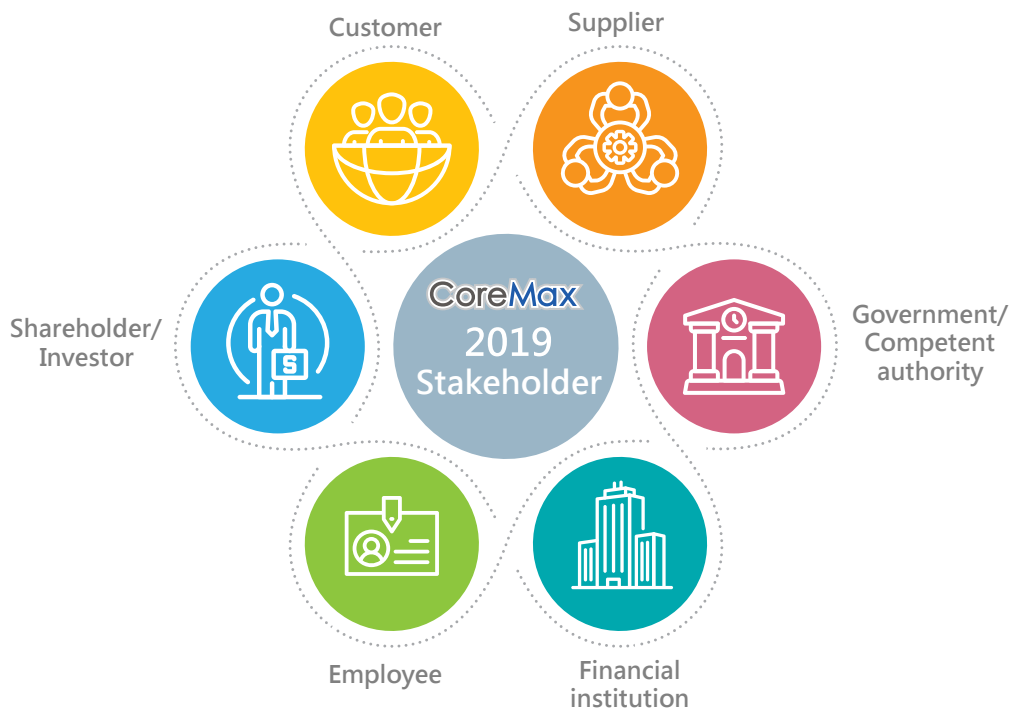 Customer
Supplier
CoreMax
2019
Stakeholder
Shareholder/
Investor
Government/
Competent
authority
Employee
Financial
institution
S